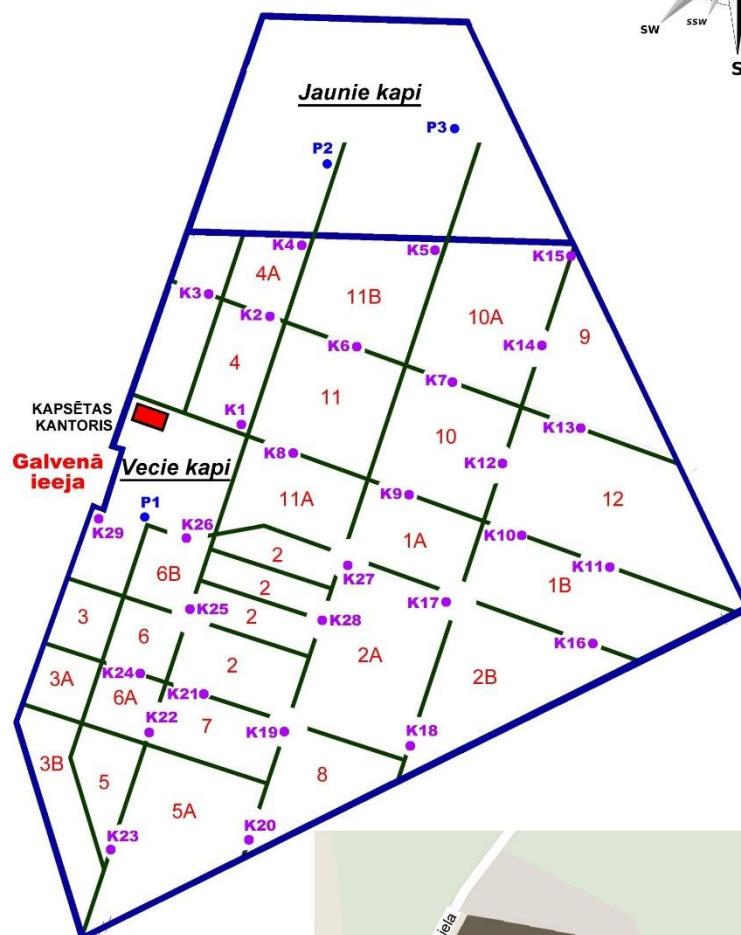 sw
ssw
S
Jaunie kapi
P3
P2
K4
K5
K15
4A
11B
K3
10A
9
K2
K6
K14
4
K7
11
KAPSĒTAS
KANTORIS
K1
10
K13
Galvenā
ieeja
Vecie kapi
K8
K12
11A
K9
12
P1
K29
K26
1A
K10
2
6B
K27
K11
1B
2
K25
K17
3
2
K28
6
K16
2
2A
K24
3A
2B
6A
K21
7
K22
K19
K18
3B
5
8
5A
K23
K20
iela